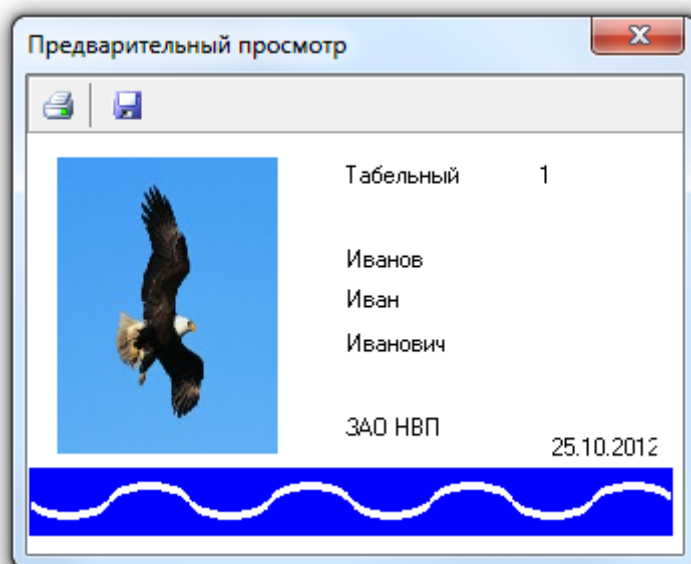 Предварительный просмотр
Табельный 1
Иванов
Иван
Иванович
ЗАО НВП
25.10.2012